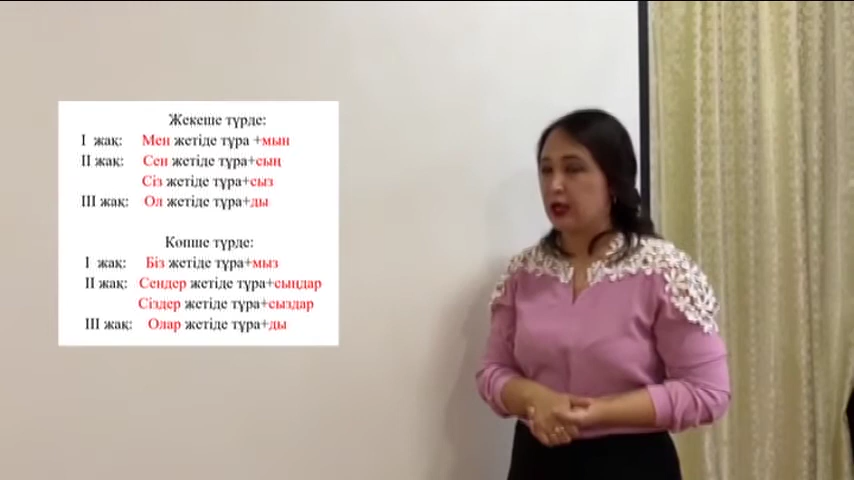 Жекеше түрде:
I жақ: Мен жетіде тұра +мын
II жақ: Сен жетіде тұра+сың
Сіз жетіде тұра+сыз
III жақ: Ол жетіде тұра+ды
Көпше түрде:
I жақ: Біз жетіде тұра+мыз
II жақ: Сендер жетіде тұра+сыңдар
Сіздер жетіде тұра+сыздар
III жақ: Олар жетіде тұра+ды